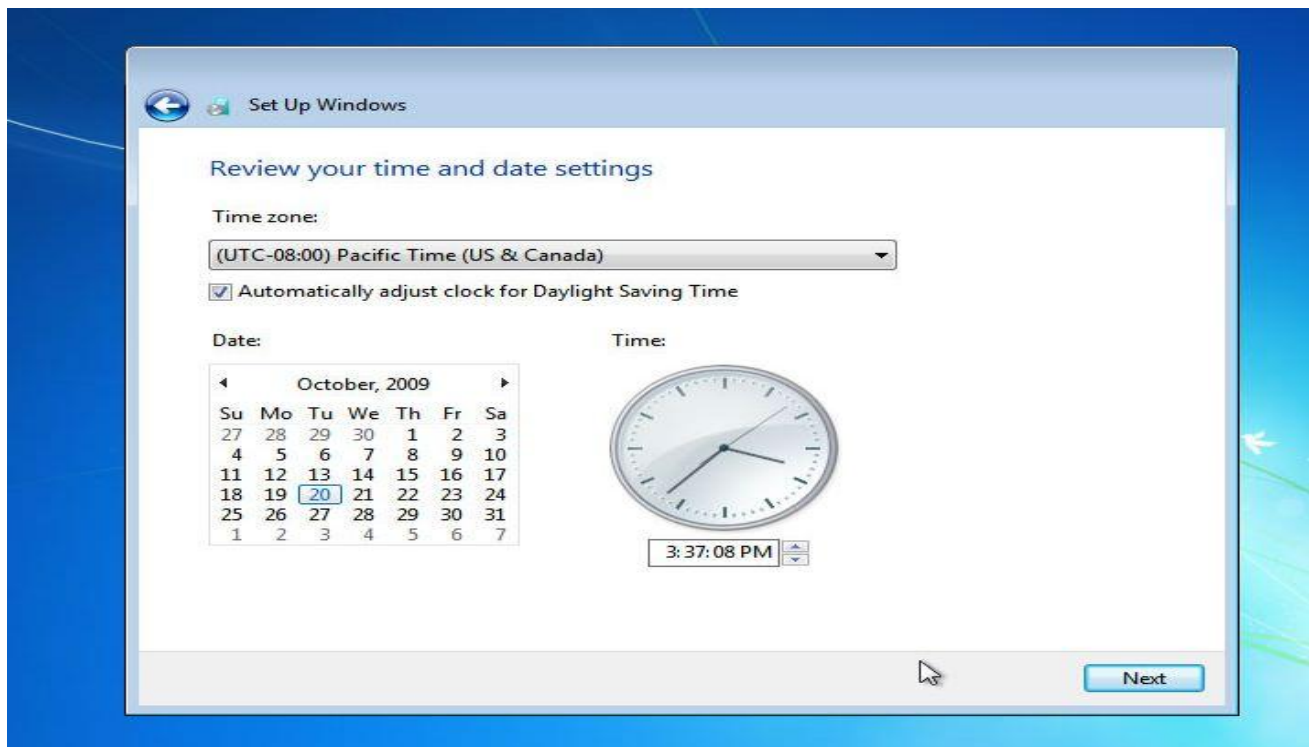 Set Up Windows
Review your time and date settings
Time zone:
(UTC-08:00) Pacific Time (US & Canada)
Automatically adjust clock for Daylight Saving Time
Date:
Time:
October, 2009
Su Mo Tu We Th Fr Sa
27 28 29 30 1 2 3
4 5 6 7 8 9 10
11 12 13 14 15 16 17
18 19 20 21 22 23 24
25 26 27 28 29 30 31
1 2 3 4 5 6 7
3:37:08 PM
Next